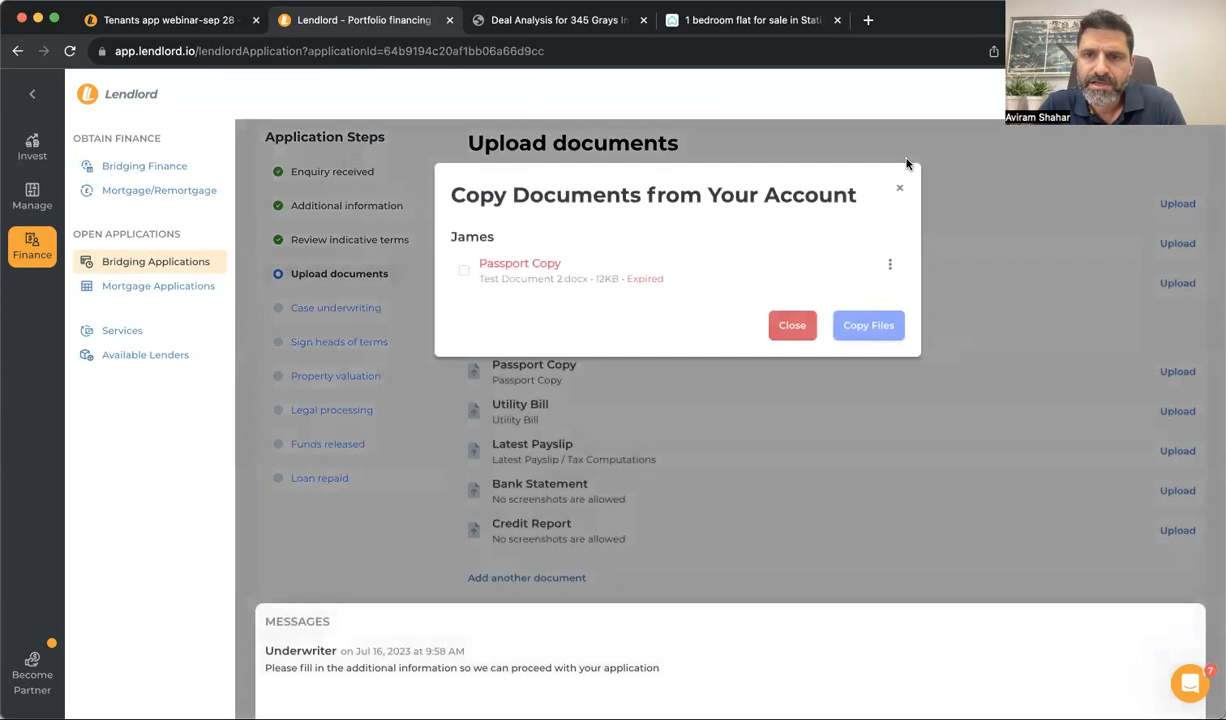 Tenants app webinar-sep 28 -
Lendlord - Portfolio financing
Deal Analysis for 345 Grays In
1 bedroom flat for sale in Stati
app.lendlord.io/lendlordApplication?applicationId=64b9194c20af1bb06a66d9cc
Aviram Shahar
Invest
Manage
Finance
Become
Partner
Lendlord
OBTAIN FINANCE
Bridging Finance
Mortgage/Remortgage
OPEN APPLICATIONS
Bridging Applications
Mortgage Applications
Services
Available Lenders
Application Steps
Enquiry received
Additional information
Review indicative terms
Upload documents
Case underwriting
Sign heads of terms
Property valuation
Legal processing
Funds released
Loan repaid
Upload documents
Upload
Upload
Upload
Copy Documents from Your Account
×
James
Passport Copy
Test Document 2.docx • 12KB • Expired
Close
Copy Files
Passport Copy
Passport Copy
Upload
Utility Bill
Utility Bill
Upload
Latest Payslip
Latest Payslip / Tax Computations
Upload
Bank Statement
No screenshots are allowed
Upload
Credit Report
No screenshots are allowed
Upload
Add another document
MESSAGES
Underwriter on Jul 16, 2023 at 9:58 AM
Please fill in the additional information so we can proceed with your application
7